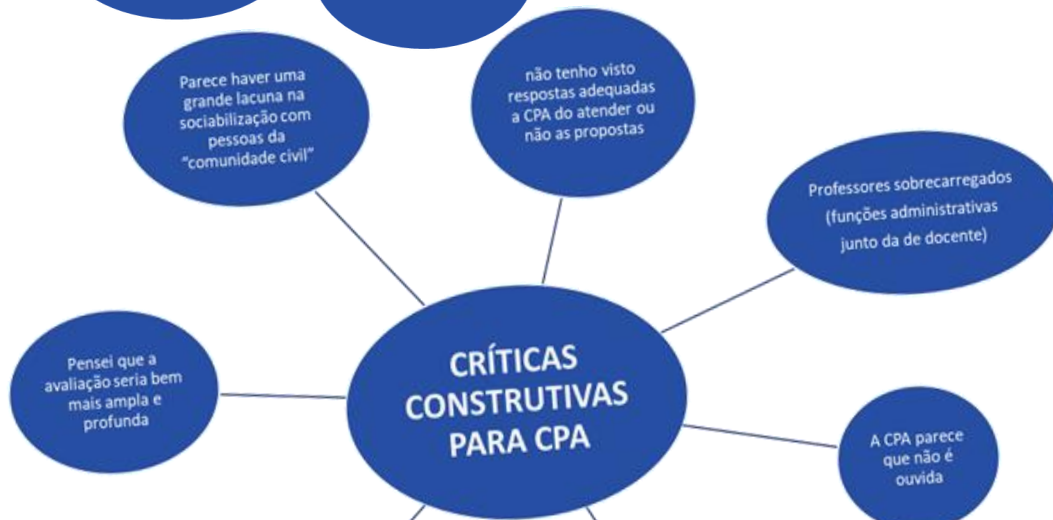 Parece haver uma
grande lacuna na
sociabilização com
pessoas da
"comunidade civil"
não tenho visto
respostas adequadas
a CPA do atender ou
não as propostas
Professores sobrecarregados
(funções administrativas
junto da de docente)
Pensei que a
avaliação seria bem
mais ampla e
profunda
CRÍTICAS
CONSTRUTIVAS
PARA CPA
A CPA parece
que não é
ouvida